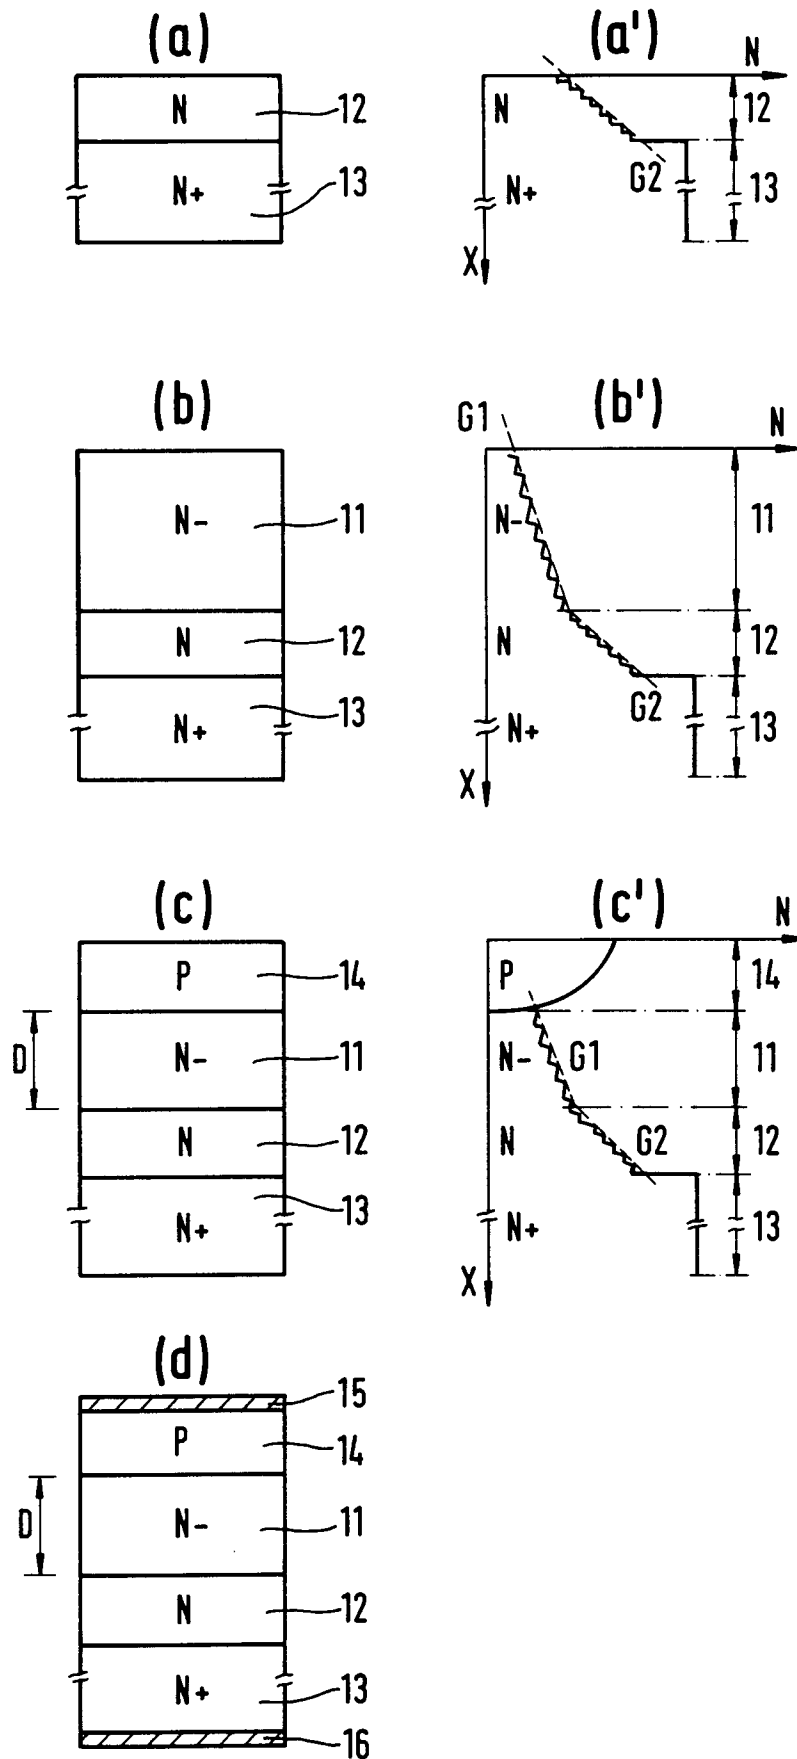 (a)
N
12
N+
13
(a')
N
N
12
G2
N+
13
X
(b)
N-
11
N
12
N+
13
(b')
G1
N
N-
11
N
12
G2
N+
13
X
(c)
P
14
D
N-
11
N
12
N+
13
(c')
N
P
14
N-
G1
11
N
G2
12
N+
13
X
(d)
15
P
14
D
N-
11
N
12
N+
13
16